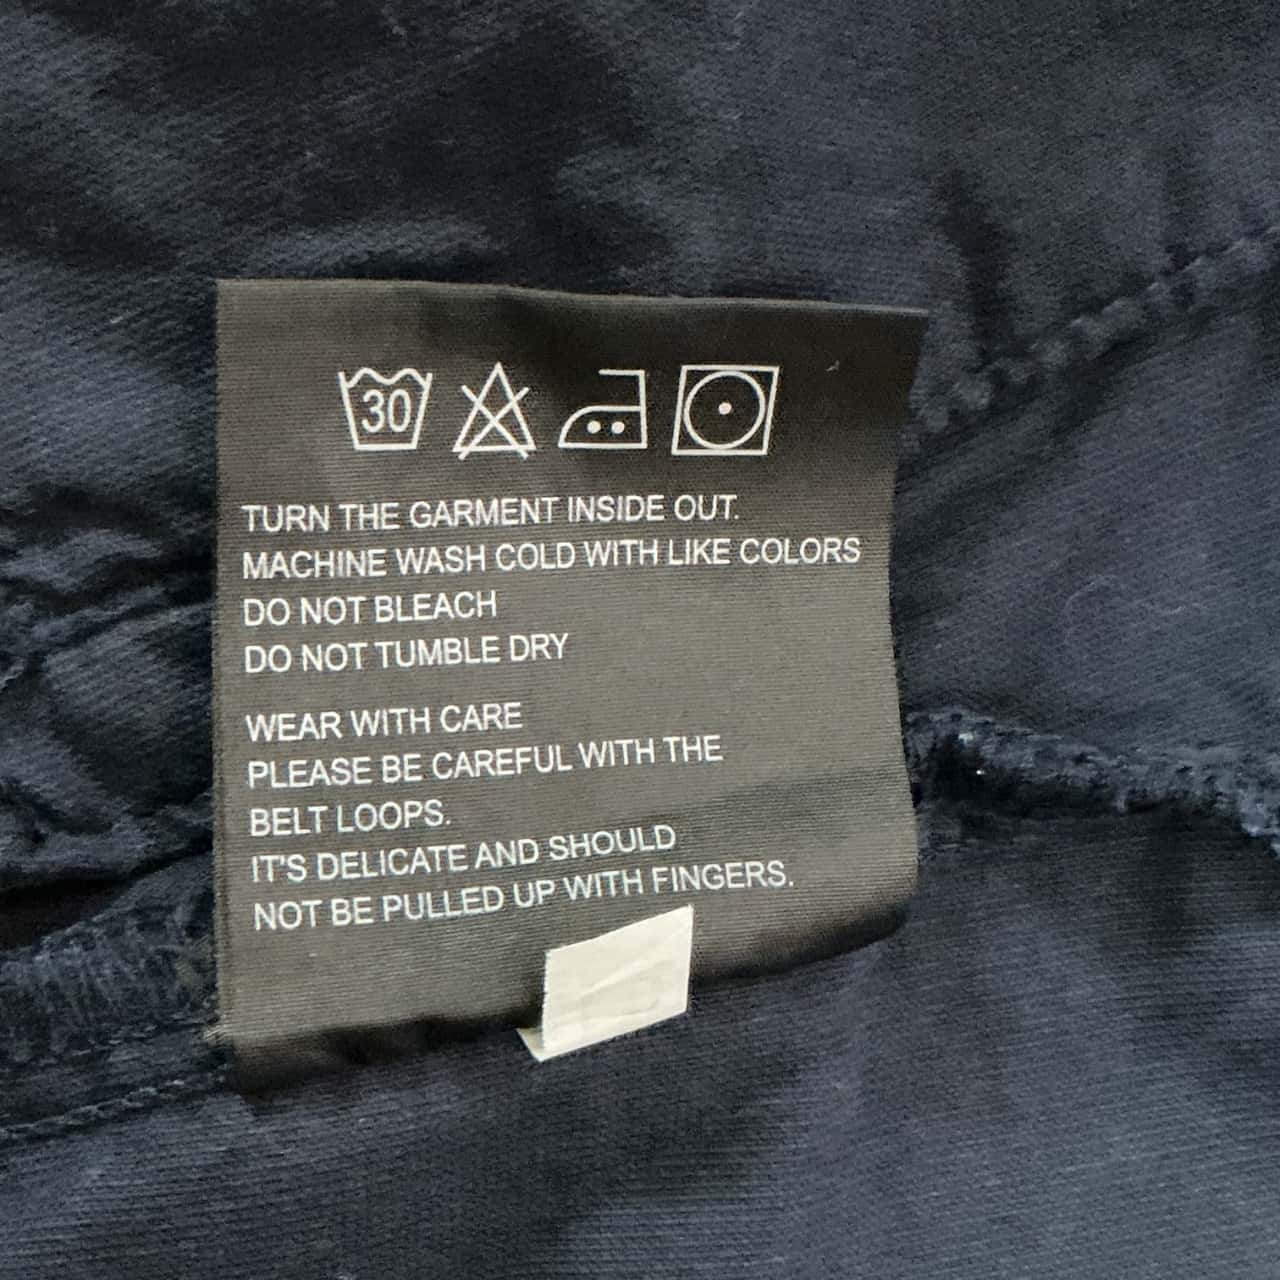 30
TURN THE GARMENT INSIDE OUT.
MACHINE WASH COLD WITH LIKE COLORS
DO NOT BLEACH
DO NOT TUMBLE DRY
WEAR WITH CARE
PLEASE BE CAREFUL WITH THE
BELT LOOPS.
IT'S DELICATE AND SHOULD
NOT BE PULLED UP WITH FINGERS.